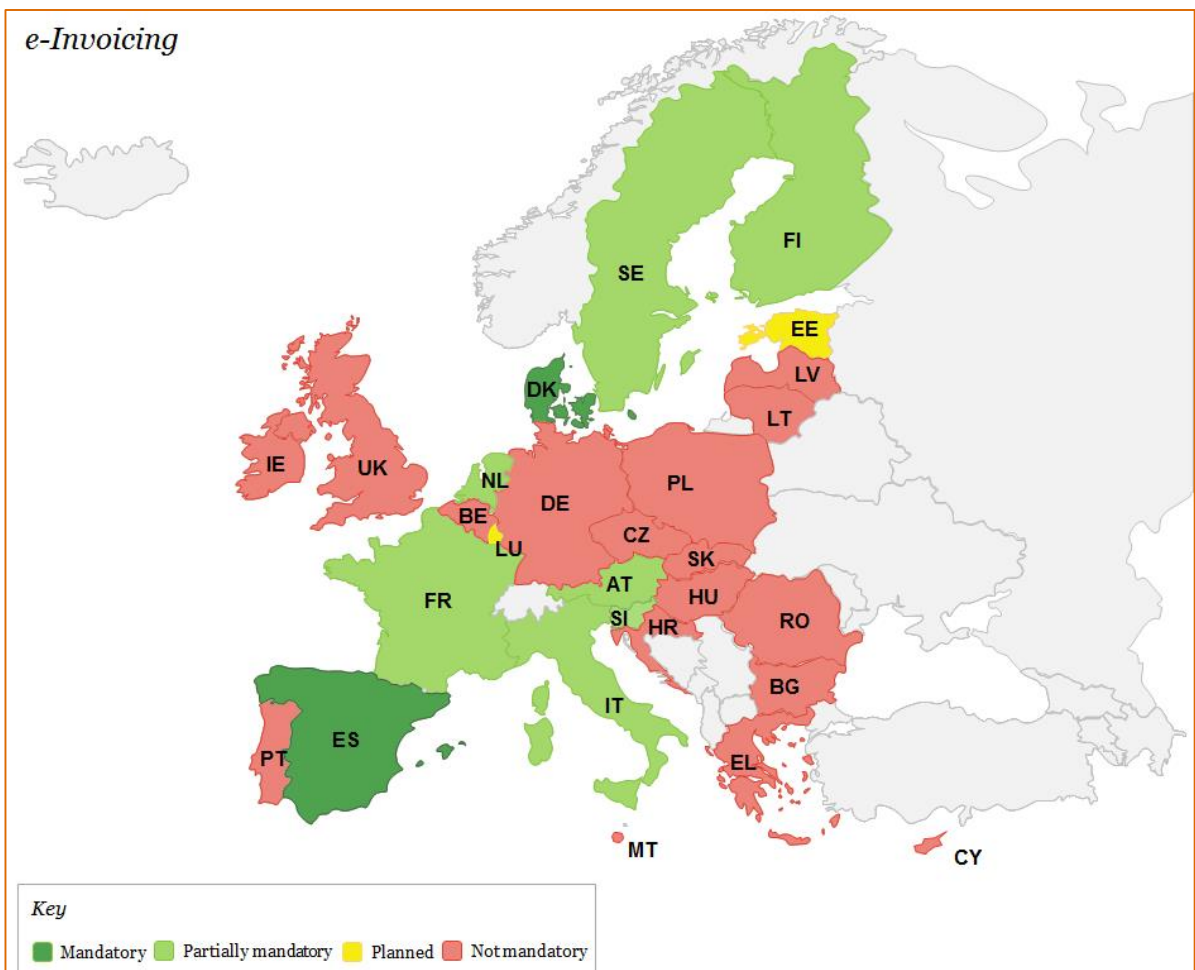 e-Invoicing
FI
SE
EE
LV
DK
LT
IE
UK
NL
DE
PL
BE
CZ
LU
SK
AT
HU
FR
SI
HR
RO
BG
IT
ES
PT
EL
MT
CY
Key
Mandatory Partially mandatory Planned Not mandatory